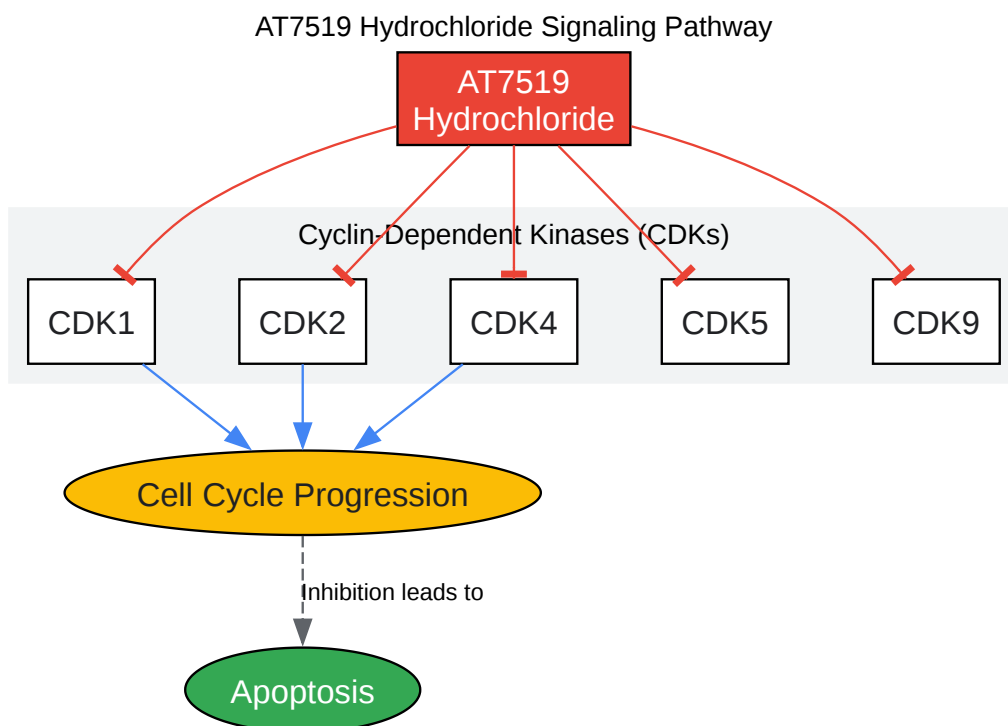 AT7519 Hydrochloride Signaling Pathway
AT7519
Hydrochloride
Cyclin-Dependent Kinases (CDKs)
CDK1
CDK2
CDK4
CDK5
CDK9
Cell Cycle Progression
Inhibition leads to
Apoptosis